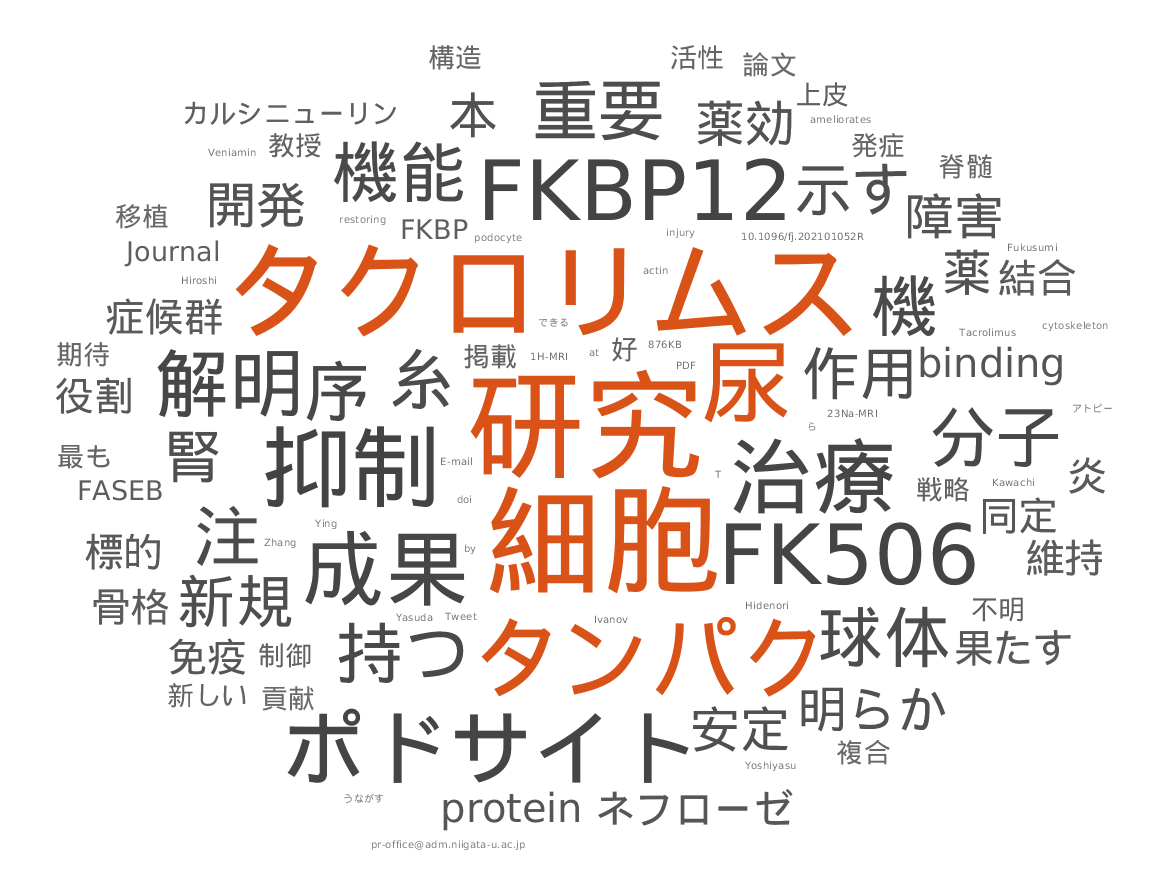 構造
活性
論文
カルシニューリン
本
重要
薬効
上皮
ameliorates
Veniamin
教授
機能
FKBP12
示す
発症
脊髄
移植
開発
restoring
FKBP
podocyte
injury
10.1096/fj.202101052R
障害
Fukusumi
Journal
Hiroshi
タクロリムス
actin
機
薬
結合
症候群
できる
Tacrolimus
cytoskeleton
期待
役割
解明
序
糸
掲載
1H-MRI
at
好
876KB
PDF
尿
作用
binding
研究
23Na-MRI
ら
アトピー
最も
FASEB
腎
抑制
E-mail
doi
T
治療
分子
戦略
Kawachi
炎
同定
標的
注
Zhang
Ying
成果
by
細胞
FK506
維持
骨格
新規
Yasuda
Tweet
Ivanov
Hidenori
不明
免疫
制御
持つ
タンパク
球体
果たす
新しい
貢献
ポドサイト
安定
明らか
複合
Yoshiyasu
うながす
protein
ネフローゼ
pr-office@adm.niigata-u.ac.jp